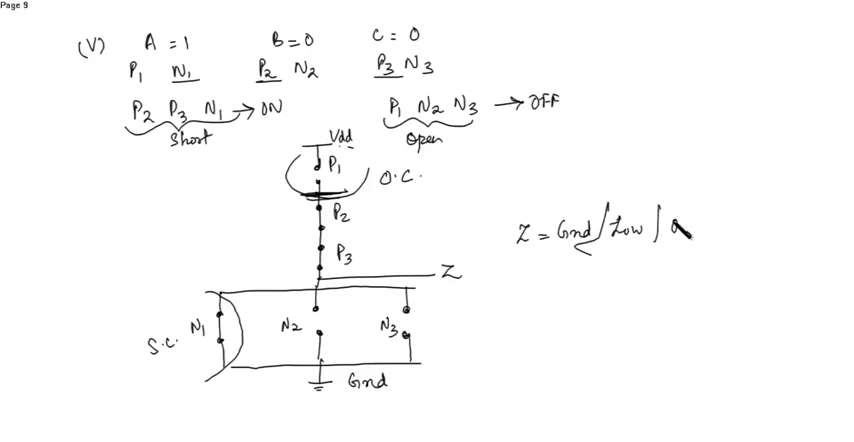 Page 9
(V) A = 1 B = 0 C = 0
P1 N1 P2 N2 P3 N3
P2 P3 N1 → ON P1 N2 N3 → OFF
Short Open
Vdd
P1 O.C.
P2
Z = Gnd / Low /
P3
Z
N1 N2 N3
S.C.
Gnd